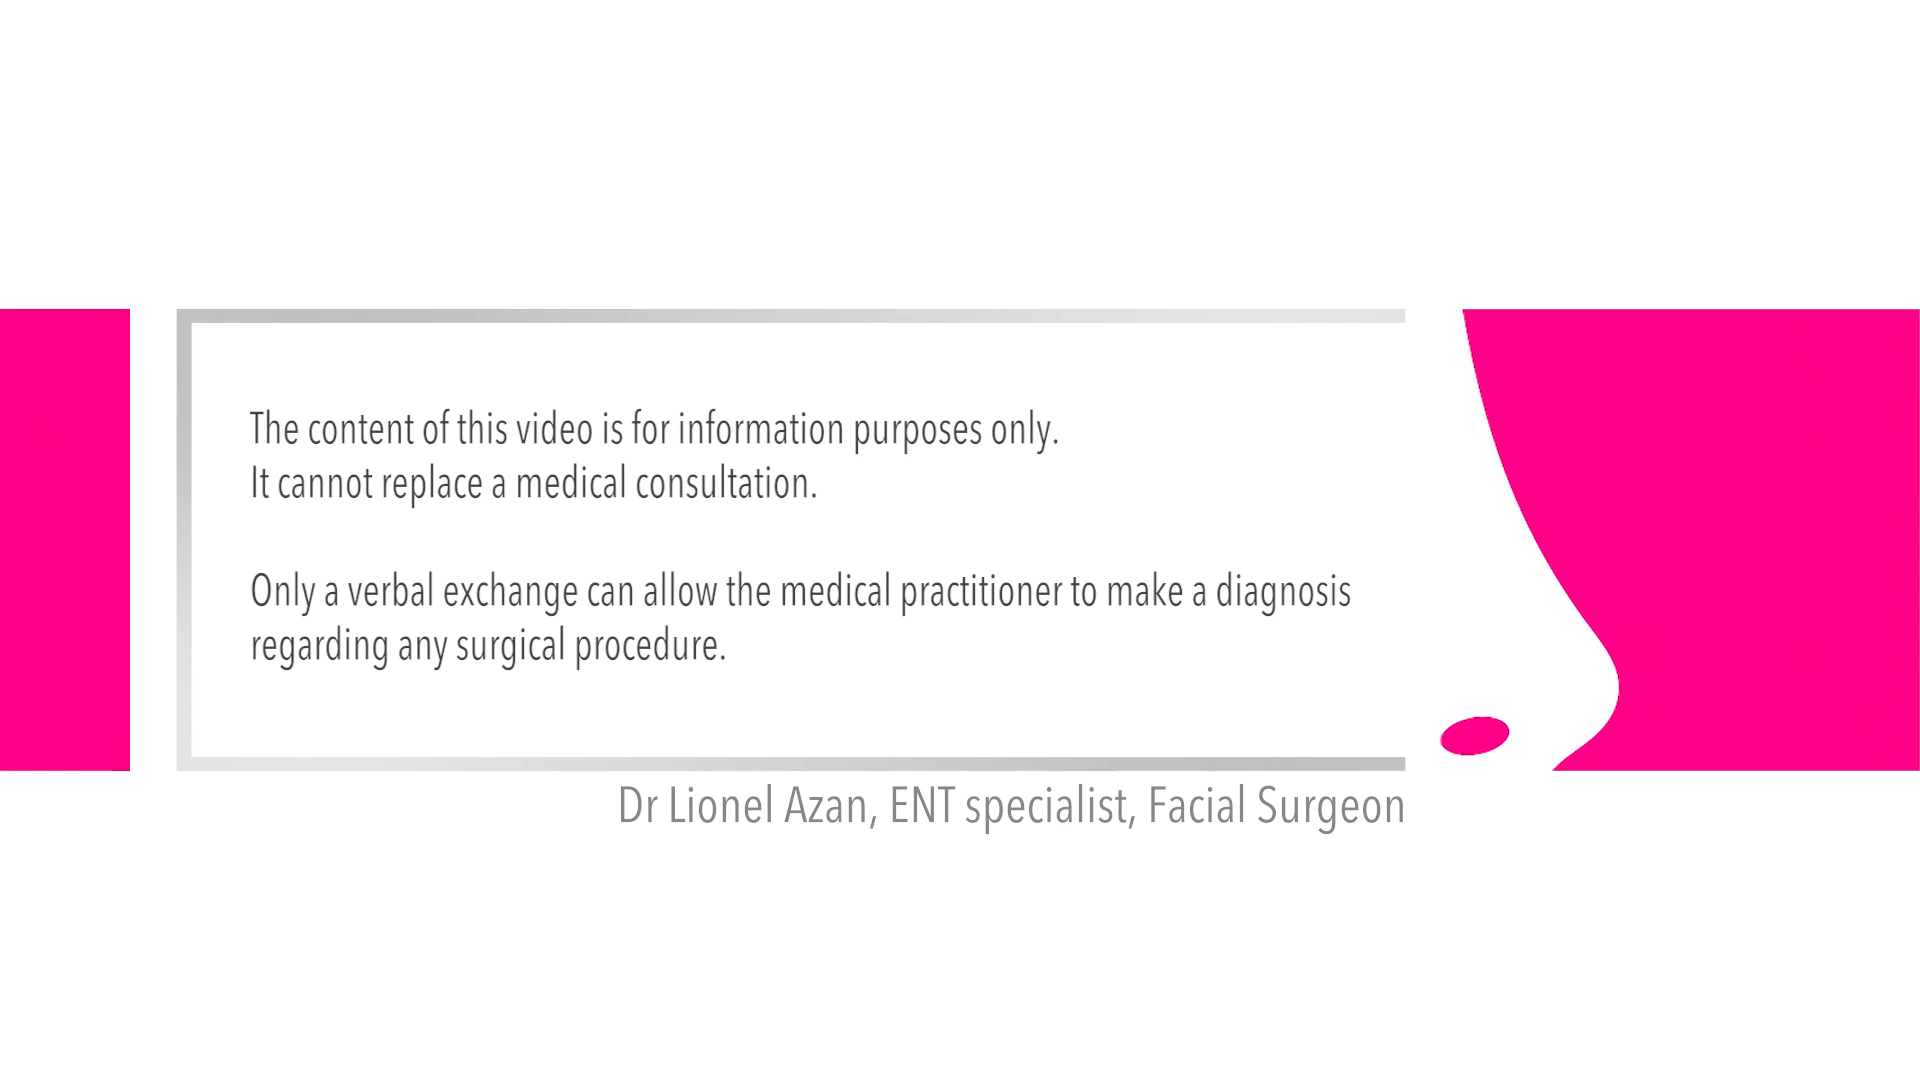 The content of this video is for information purposes only.
It cannot replace a medical consultation.
Only a verbal exchange can allow the medical practitioner to make a diagnosis
regarding any surgical procedure.
Dr Lionel Azan, ENT specialist, Facial Surgeon